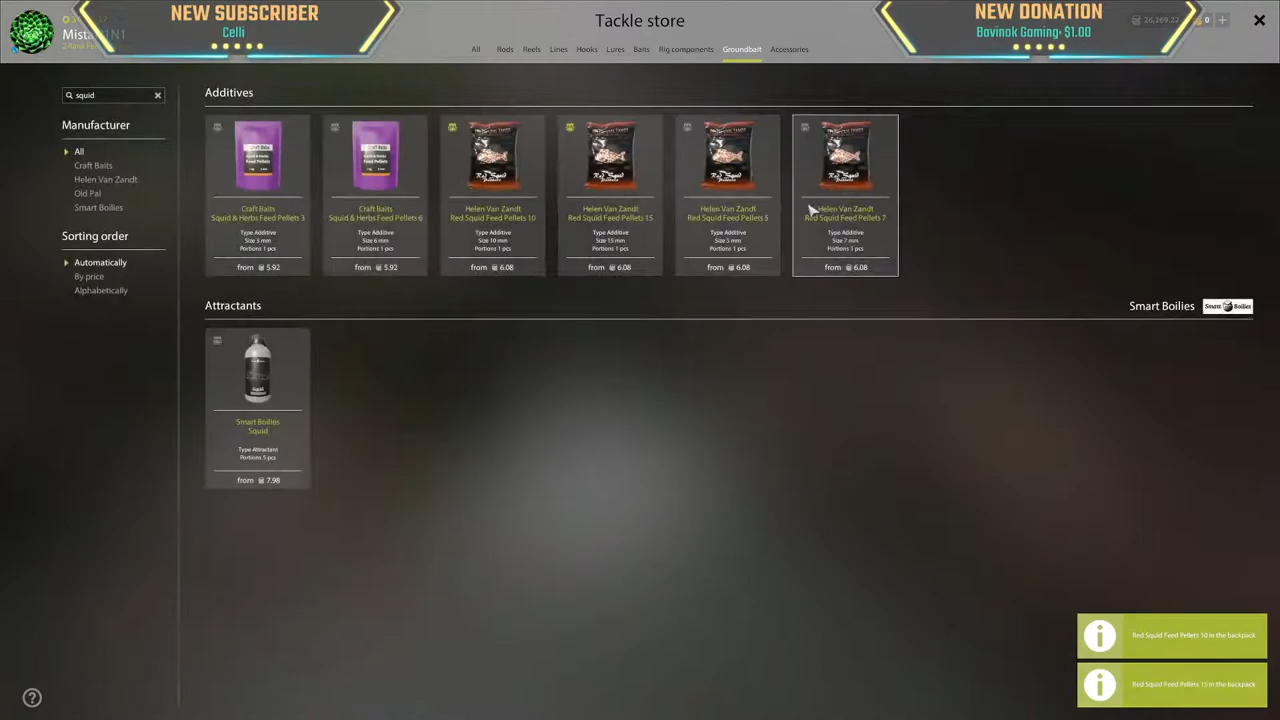 NEW SUBSCRIBER
Celli
Tackle store
NEW DONATION
Bavinok Gaming• $1.00
26,269.22
0
All
Rods
Reels
Lines
Hooks
Lures
Baits
Rig components
Groundbait
Accessories
squid
Manufacturer
All
Craft Baits
Helen Van Zandt
Old Pal
Smart Boilies
Sorting order
Automatically
By price
Alphabetically
Additives
Craft Baits
Squid & Herbs Feed Pellets 3
Type Additive
Size 3 mm
Portions 1 pcs
from 5.92
Craft Baits
Squid & Herbs Feed Pellets 6
Type Additive
Size 6 mm
Portions 1 pcs
from 5.92
Helen Van Zandt
Red Squid Feed Pellets 10
Type Additive
Size 10 mm
Portions 1 pcs
from 6.08
Helen Van Zandt
Red Squid Feed Pellets 15
Type Additive
Size 15 mm
Portions 1 pcs
from 6.08
Helen Van Zandt
Red Squid Feed Pellets 5
Type Additive
Size 5 mm
Portions 1 pcs
from 6.08
Helen Van Zandt
Red Squid Feed Pellets 7
Type Additive
Size 7 mm
Portions 1 pcs
from 6.08
Attractants
Smart Boilies
Smart Boilies
Smart Boilies
Squid
Type Attractant
Portions 5 pcs
from 7.98
Red Squid Feed Pellets 10 in the backpack
Red Squid Feed Pellets 15 in the backpack